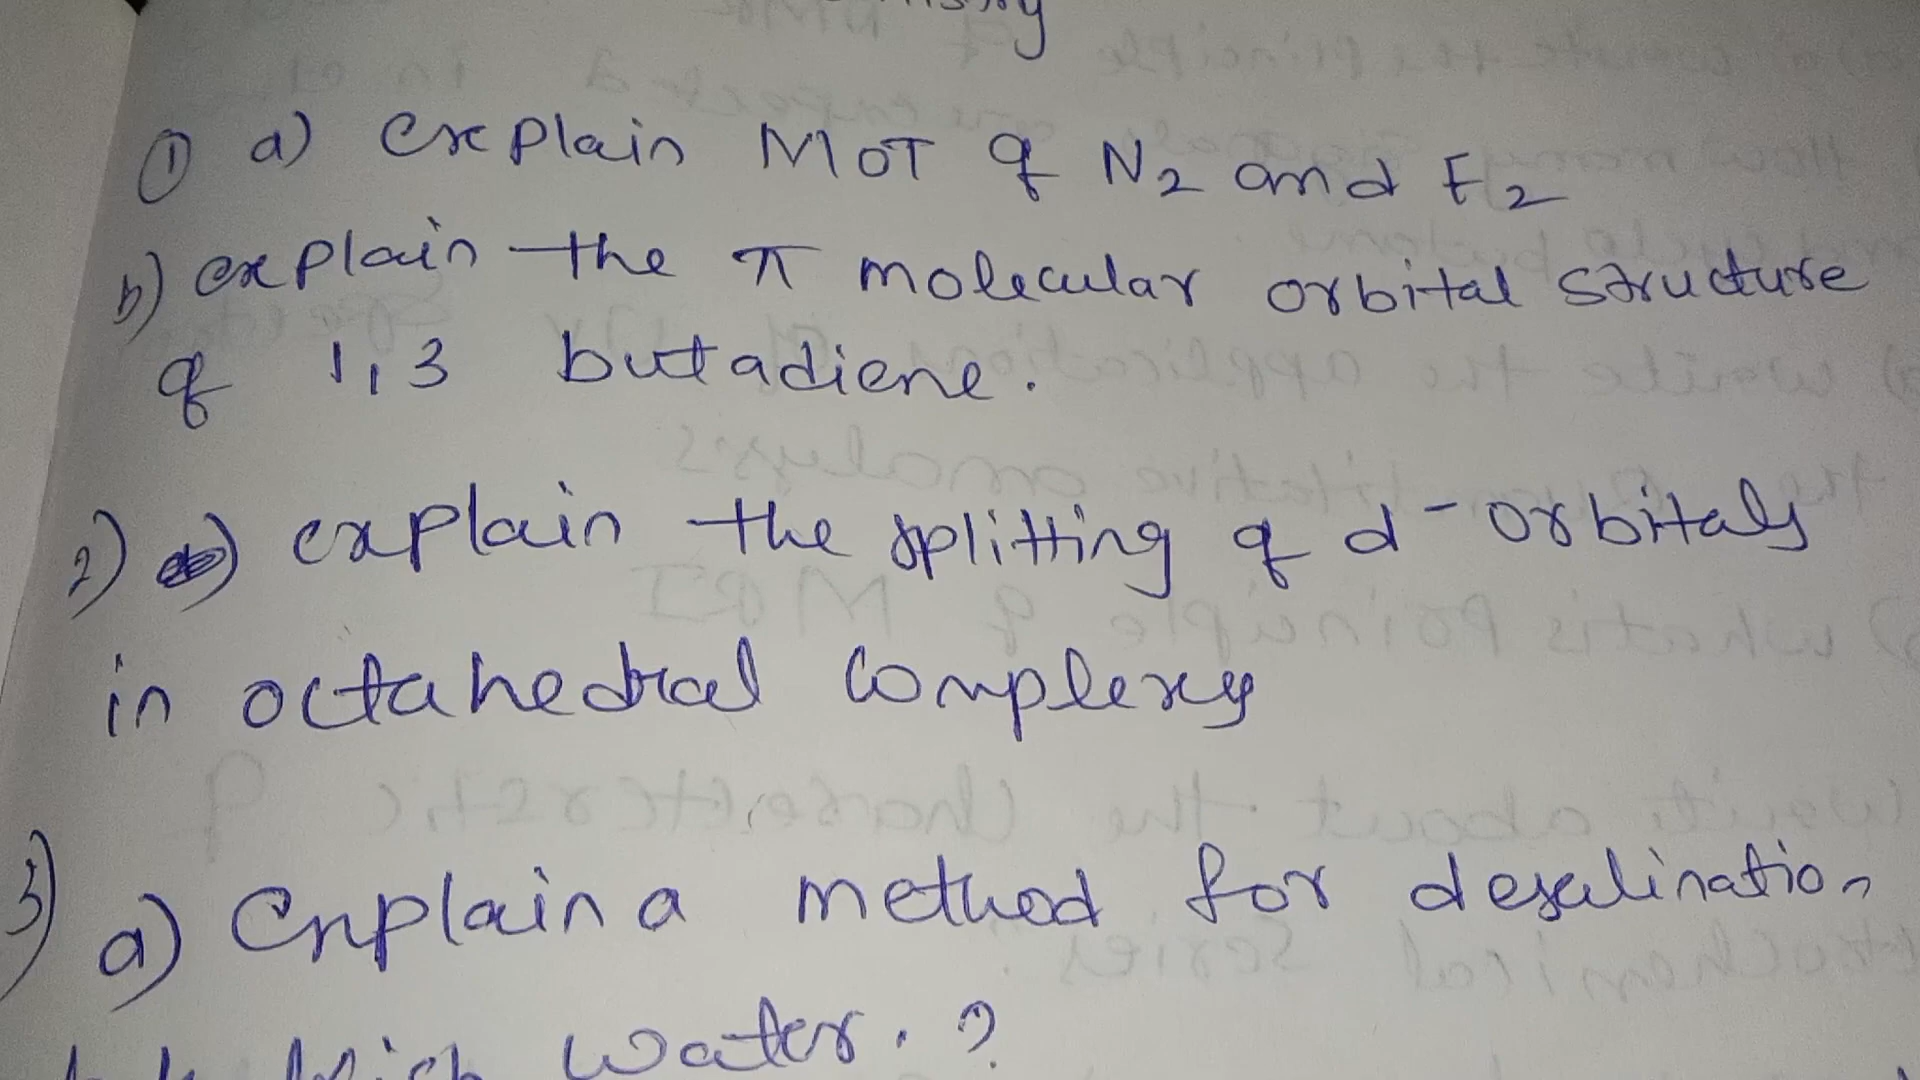 ① a) explain MOT of N2 and F2
b) explain the π molecular orbital structure
of 1,3 butadiene.
2) explain the splitting of d-orbitals
in octahedral complexes
3) a) Explain a method for desalination
water.?